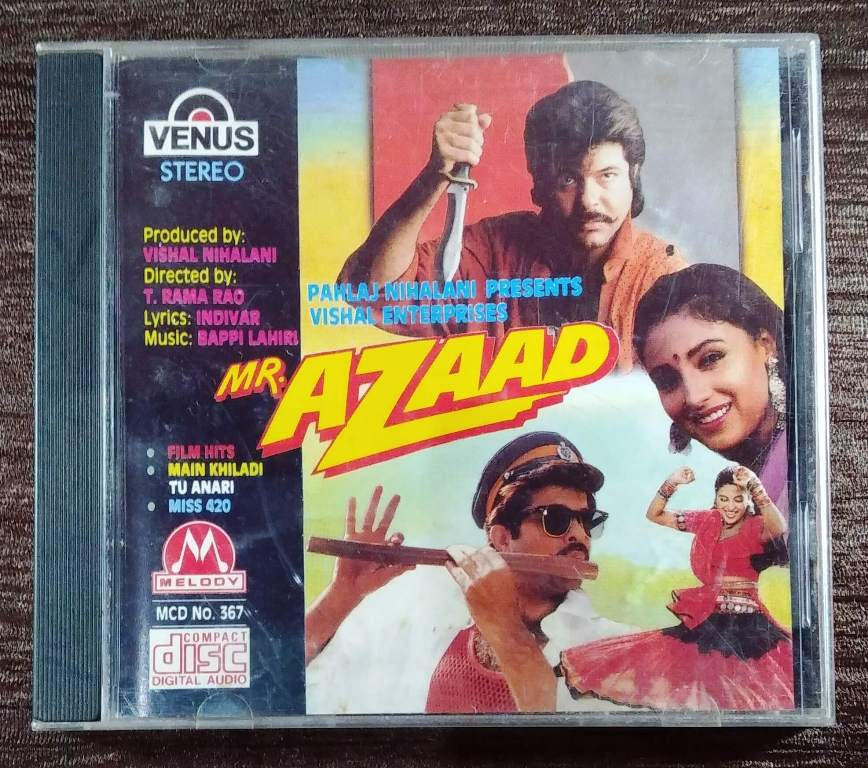 VENUS
STEREO
Produced by:
VISHAL NIHALANI
Directed by:
T. RAMA RAO
Lyrics: INDIVAR
Music: BAPPI LAHIRI
PAHLAJ NIHALANI PRESENTS
VISHAL ENTERPRISES
MR. AZAAD
• FILM HITS
• MAIN KHILADI
TU ANARI
• MISS 420
M
MELODY
MCD No. 367
COMPACT
disc
DIGITAL AUDIO